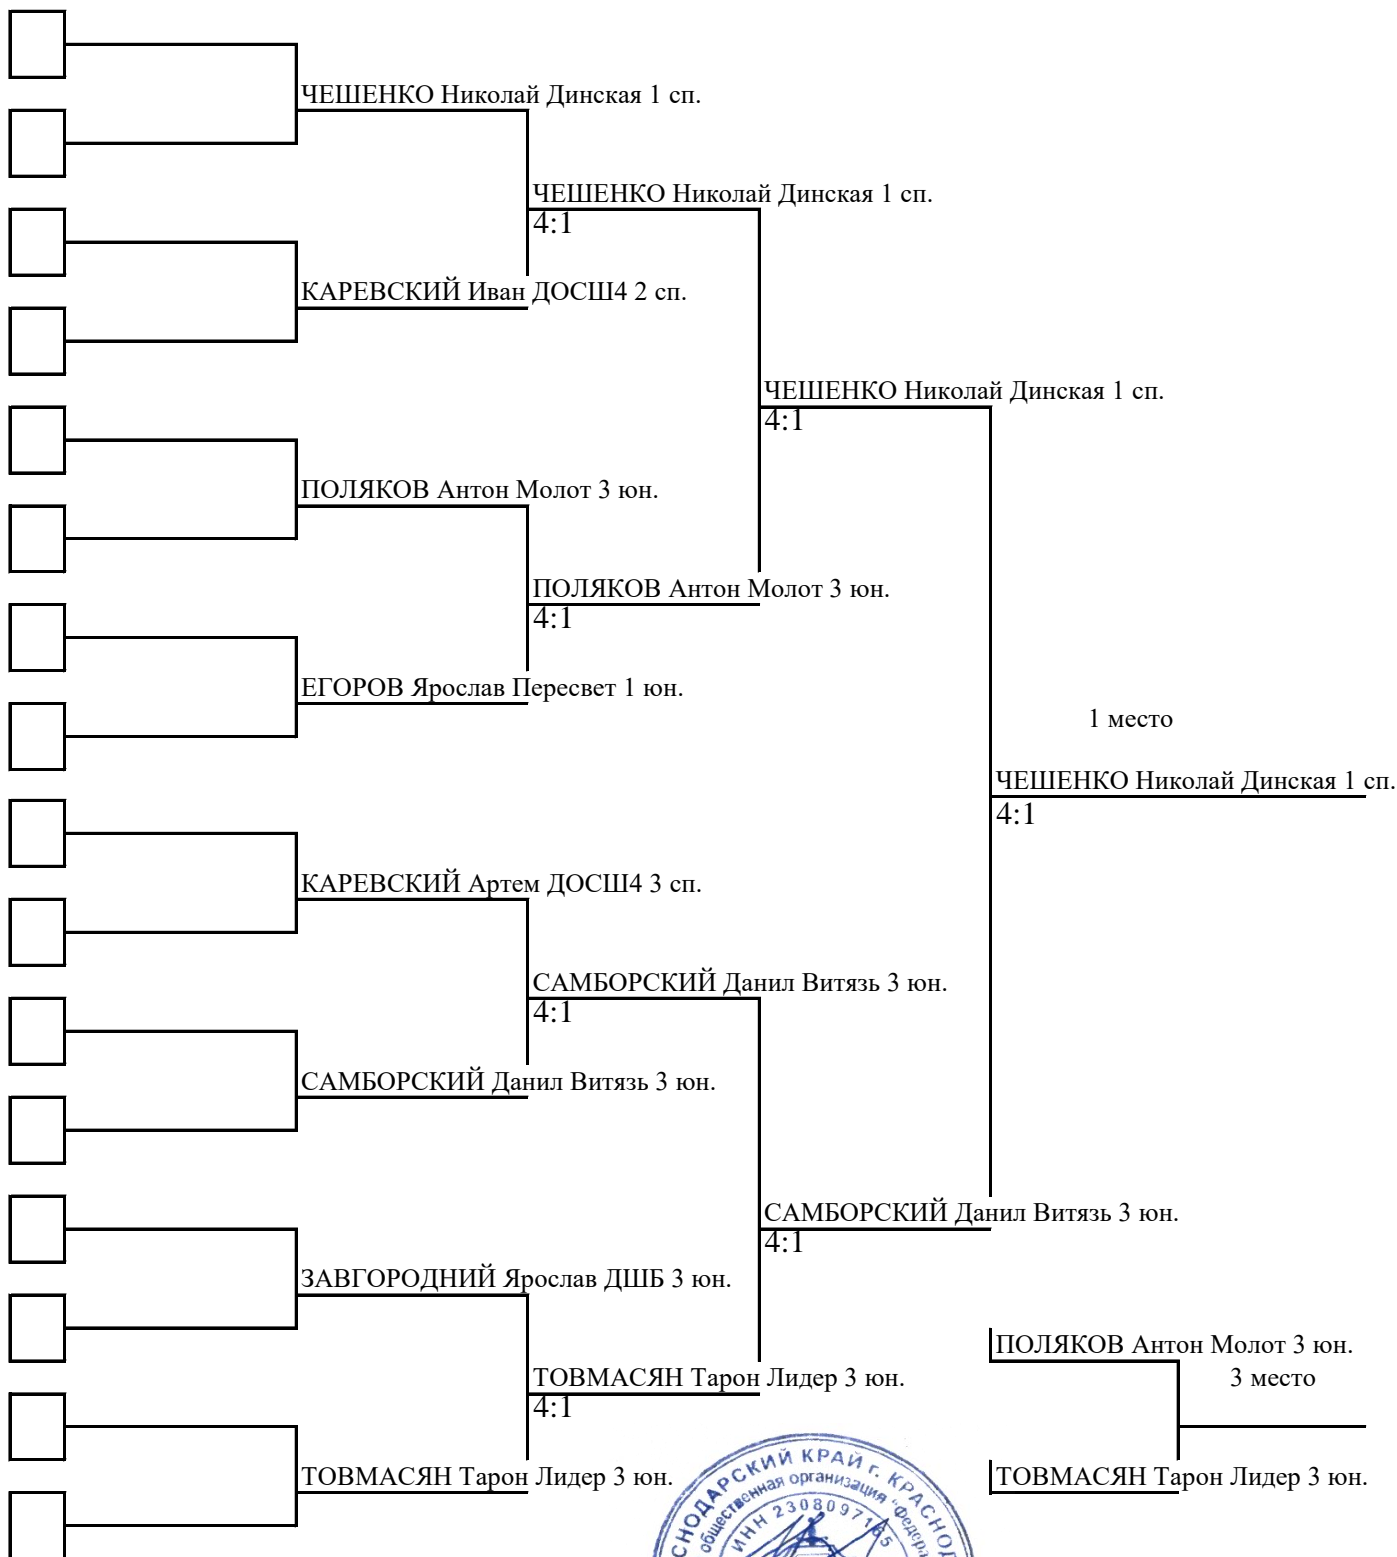 ЧЕШЕНКО Николай Динская 1 сп.
ЧЕШЕНКО Николай Динская 1 сп.
4:1
КАРЕВСКИЙ Иван ДОСШ4 2 сп.
ЧЕШЕНКО Николай Динская 1 сп.
4:1
ПОЛЯКОВ Антон Молот 3 юн.
ПОЛЯКОВ Антон Молот 3 юн.
4:1
ЕГОРОВ Ярослав Пересвет 1 юн.
1 место
ЧЕШЕНКО Николай Динская 1 сп.
4:1
КАРЕВСКИЙ Артем ДОСШ4 3 сп.
САМБОРСКИЙ Данил Витязь 3 юн.
4:1
САМБОРСКИЙ Данил Витязь 3 юн.
САМБОРСКИЙ Данил Витязь 3 юн.
4:1
ЗАВГОРОДНИЙ Ярослав ДШБ 3 юн.
ПОЛЯКОВ Антон Молот 3 юн.
3 место
ТОВМАСЯН Тарон Лидер 3 юн.
4:1
ТОВМАСЯН Тарон Лидер 3 юн.
ТОВМАСЯН Тарон Лидер 3 юн.
СНОДАРСКИЙ КРАЙ г. КРАСНОД
общественная организация "Федера
ИНН 2308097165